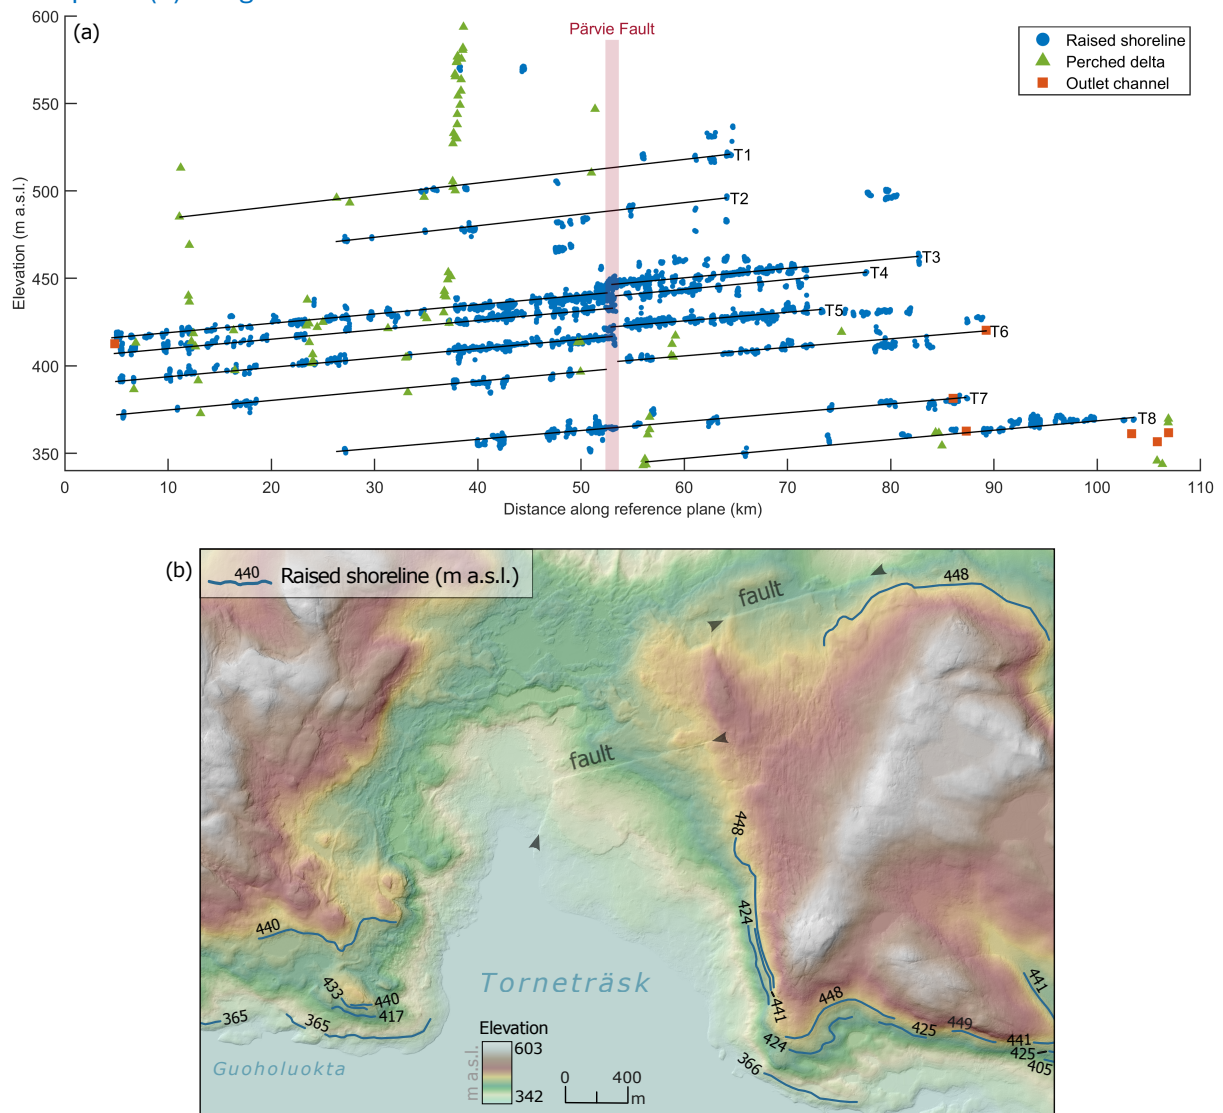 600
(a)
Pärvie Fault
Raised shoreline
Perched delta
Outlet channel
550
T1
500
T2
Elevation (m a.s.l.)
450
T3
T4
T5
400
T6
T7
T8
350
0 10 20 30 40 50 60 70 80 90 100 110
Distance along reference plane (km)
(b)
440 Raised shoreline (m a.s.l.)
448
fault
fault
448
440
424
433
440
417
365
365
441
448
424
425
449
441
441
425
405
366
Torneträsk
Guoholuokta
Elevation
m a.s.l.
603
342
0 400
m